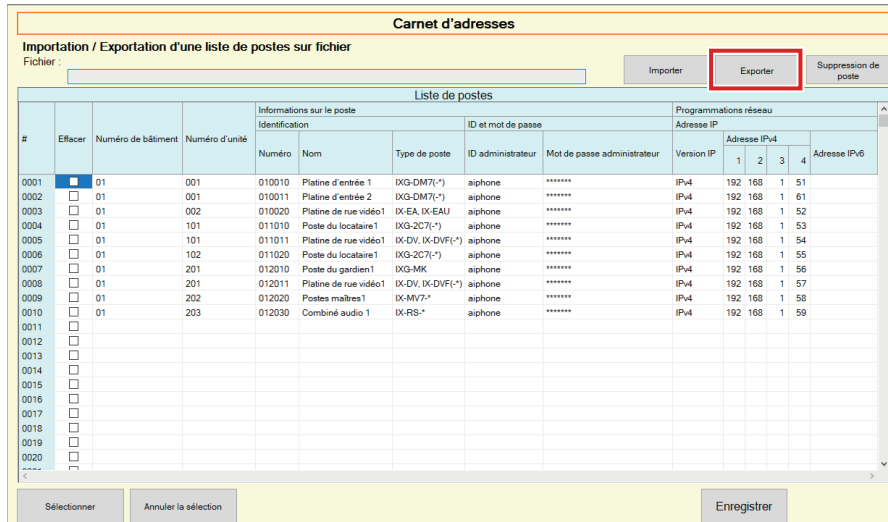 Carnet d'adresses
Importation / Exportation d'une liste de postes sur fichier
Fichier :
Importer
Exporter
Suppression de poste
Liste de postes
# Effacer Numéro de bâtiment Numéro d'unité
Informations sur le poste
Programmations réseau
Identification
ID et mot de passe
Adresse IP
Numéro Nom Type de poste ID administrateur Mot de passe administrateur Version IP
Adresse IPv4
1 2 3 4
Adresse IPv6
0001 01 001 010010 Platine d'entrée 1 IXG-DM7(-*) aiphone ******* IPv4 192 168 1 51
0002 01 001 010011 Platine d'entrée 2 IXG-DM7(-*) aiphone ******* IPv4 192 168 1 61
0003 01 002 010020 Platine de rue vidéo1 IX-EA, IX-EAU aiphone ******* IPv4 192 168 1 52
0004 01 101 011010 Poste du locataire1 IXG-2C7(-*) aiphone ******* IPv4 192 168 1 53
0005 01 101 011011 Platine de rue vidéo1 IX-DV, IX-DVF(-*) aiphone ******* IPv4 192 168 1 54
0006 01 102 011020 Poste du locataire1 IXG-2C7(-*) aiphone ******* IPv4 192 168 1 55
0007 01 201 012010 Poste du gardien1 IXG-MK aiphone ******* IPv4 192 168 1 56
0008 01 201 012011 Platine de rue vidéo1 IX-DV, IX-DVF(-*) aiphone ******* IPv4 192 168 1 57
0009 01 202 012020 Postes maîtres1 IX-MV7-* aiphone ******* IPv4 192 168 1 58
0010 01 203 012030 Combiné audio 1 IX-RS-* aiphone ******* IPv4 192 168 1 59
0011
0012
0013
0014
0015
0016
0017
0018
0019
0020
Sélectionner
Annuler la sélection
Enregistrer